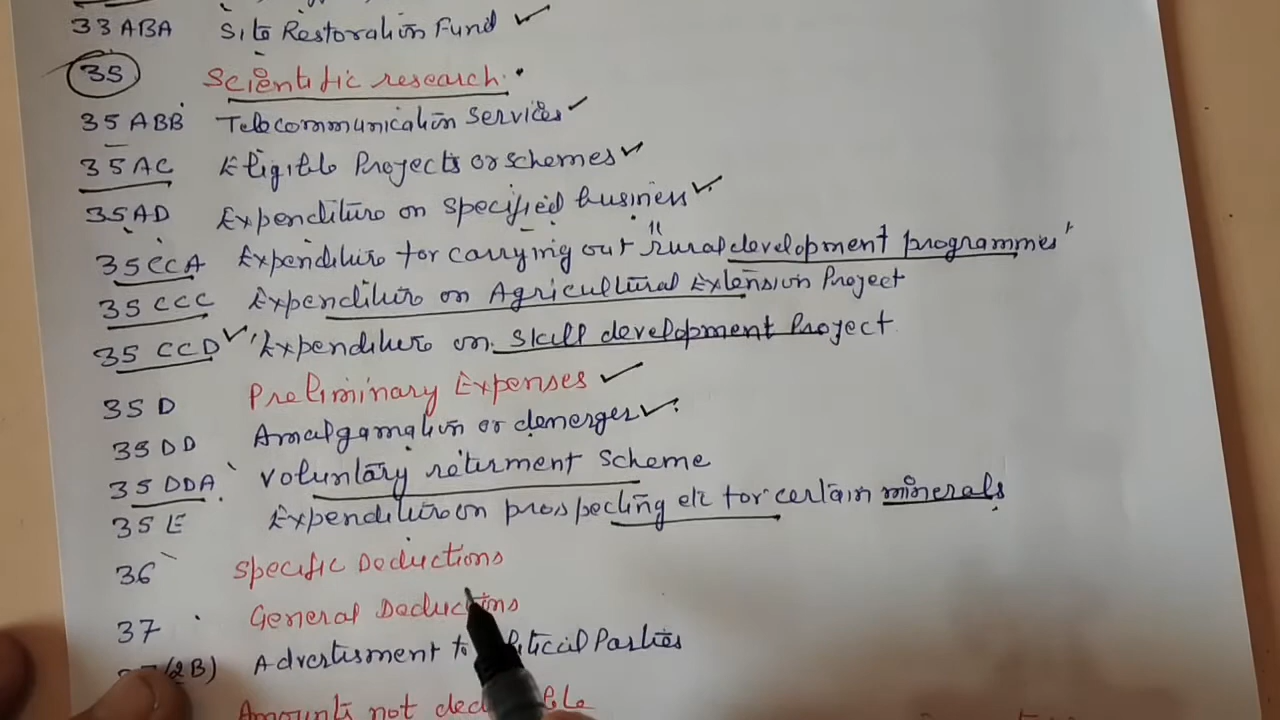 33ABA Site Restoration Fund
35 Scientific research.
35ABB Telecommunication Services
35AC Eligible Projects or schemes
35AD Expenditure on specified business
35CCA Expenditure for carrying out "rural development programmes"
35CCC Expenditure on Agricultural Extension Project
35CCD Expenditure on skill development Project
35D Preliminary Expenses
35DD Amalgamation or demerger
35DDA Voluntary retirment Scheme
35E Expenditure on prospecting etc for certain minerals
36 Specific Deductions
37 General Deductions
(2B) Advertisment to Political Parties
Amounts not deductible